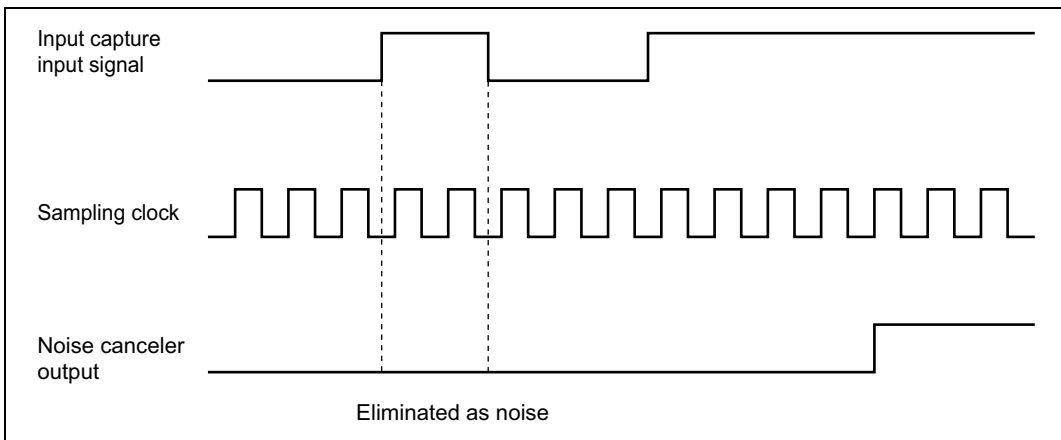 Input capture
input signal
Sampling clock
Noise canceler
output
Eliminated as noise